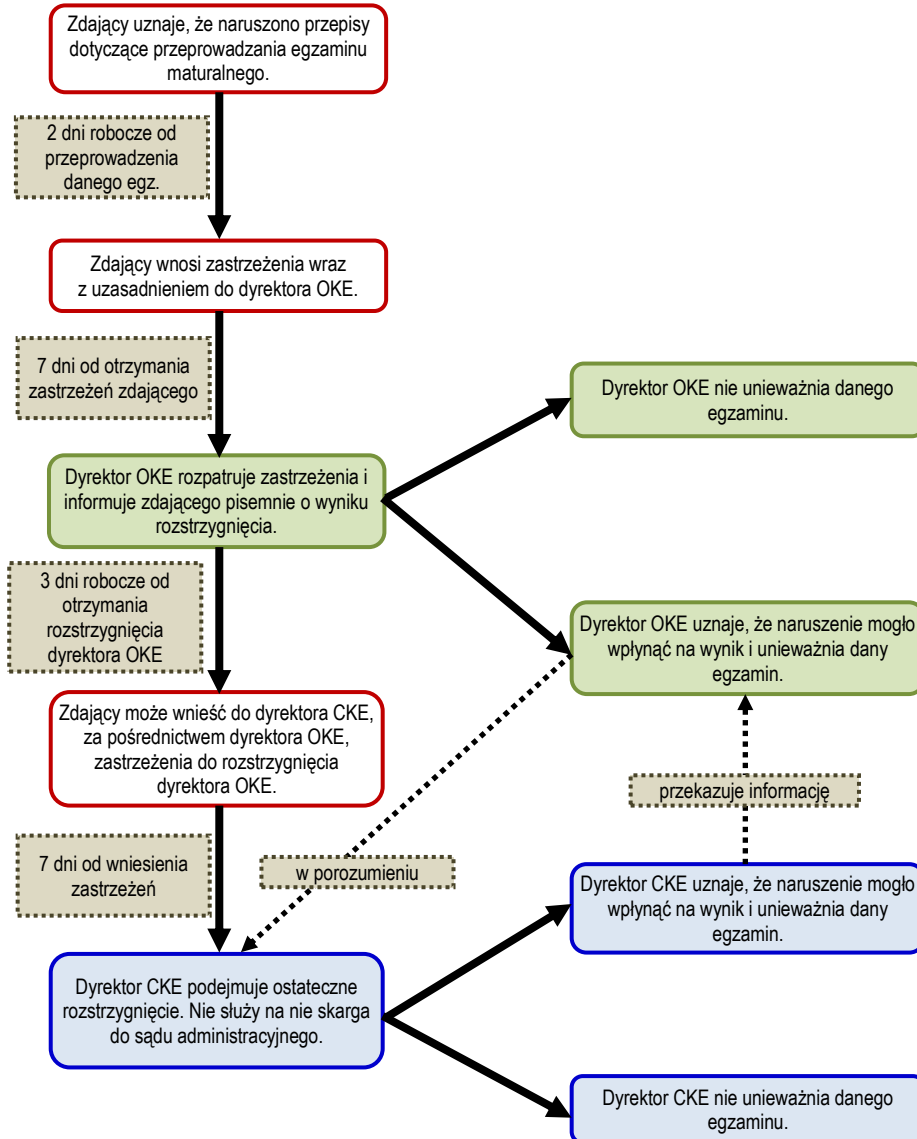 Zdający uznaje, że naruszono przepisy
dotyczące przeprowadzania egzaminu
maturalnego.
2 dni robocze od
przeprowadzenia
danego egz.
Zdający wnosi zastrzeżenia wraz
z uzasadnieniem do dyrektora OKE.
7 dni od otrzymania
zastrzeżeń zdającego
Dyrektor OKE nie unieważnia danego
egzaminu.
Dyrektor OKE rozpatruje zastrzeżenia i
informuje zdającego pisemnie o wyniku
rozstrzygnięcia.
3 dni robocze od
otrzymania
rozstrzygnięcia
dyrektora OKE
Dyrektor OKE uznaje, że naruszenie mogło
wpłynąć na wynik i unieważnia dany
egzamin.
Zdający może wnieść do dyrektora CKE,
za pośrednictwem dyrektora OKE,
zastrzeżenia do rozstrzygnięcia
dyrektora OKE.
przekazuje informację
7 dni od wniesienia
zastrzeżeń
w porozumieniu
Dyrektor CKE uznaje, że naruszenie mogło
wpłynąć na wynik i unieważnia dany
egzamin.
Dyrektor CKE podejmuje ostateczne
rozstrzygnięcie. Nie służy na nie skarga
do sądu administracyjnego.
Dyrektor CKE nie unieważnia danego
egzaminu.